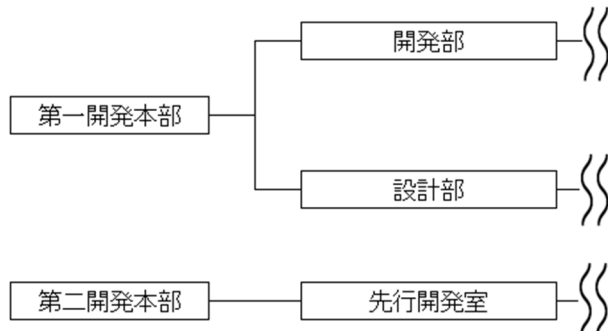 開発部
第一開発本部
設計部
第二開発本部
先行開発室